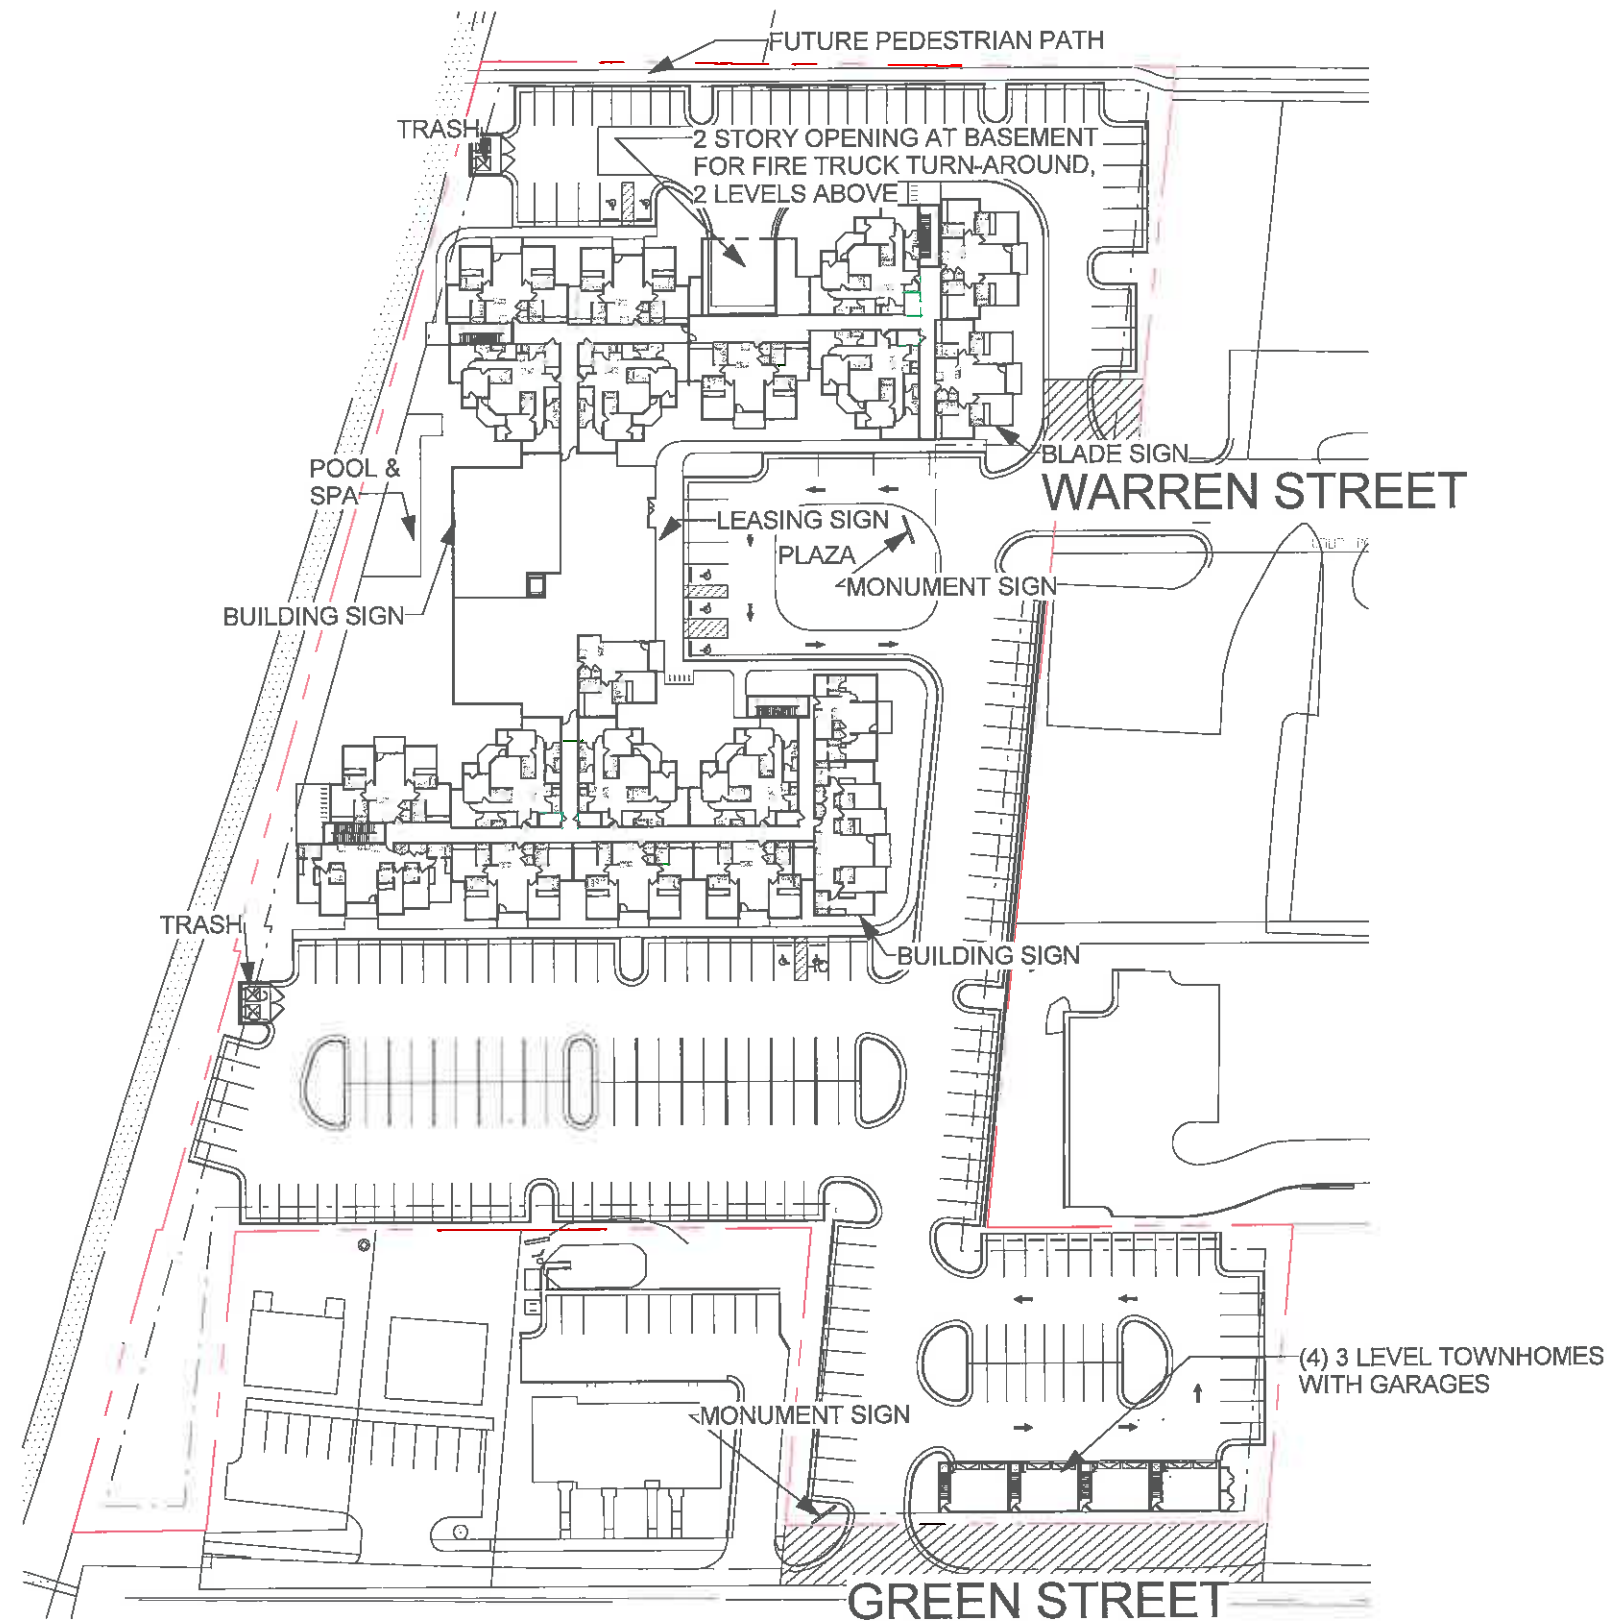 FUTURE PEDESTRIAN PATH
TRASH
2 STORY OPENING AT BASEMENT
FOR FIRE TRUCK TURN-AROUND,
2 LEVELS ABOVE
BLADE SIGN
WARREN STREET
POOL &
SPA
LEASING SIGN
PLAZA
MONUMENT SIGN
BUILDING SIGN
TRASH
BUILDING SIGN
(4) 3 LEVEL TOWNHOMES
WITH GARAGES
MONUMENT SIGN
GREEN STREET